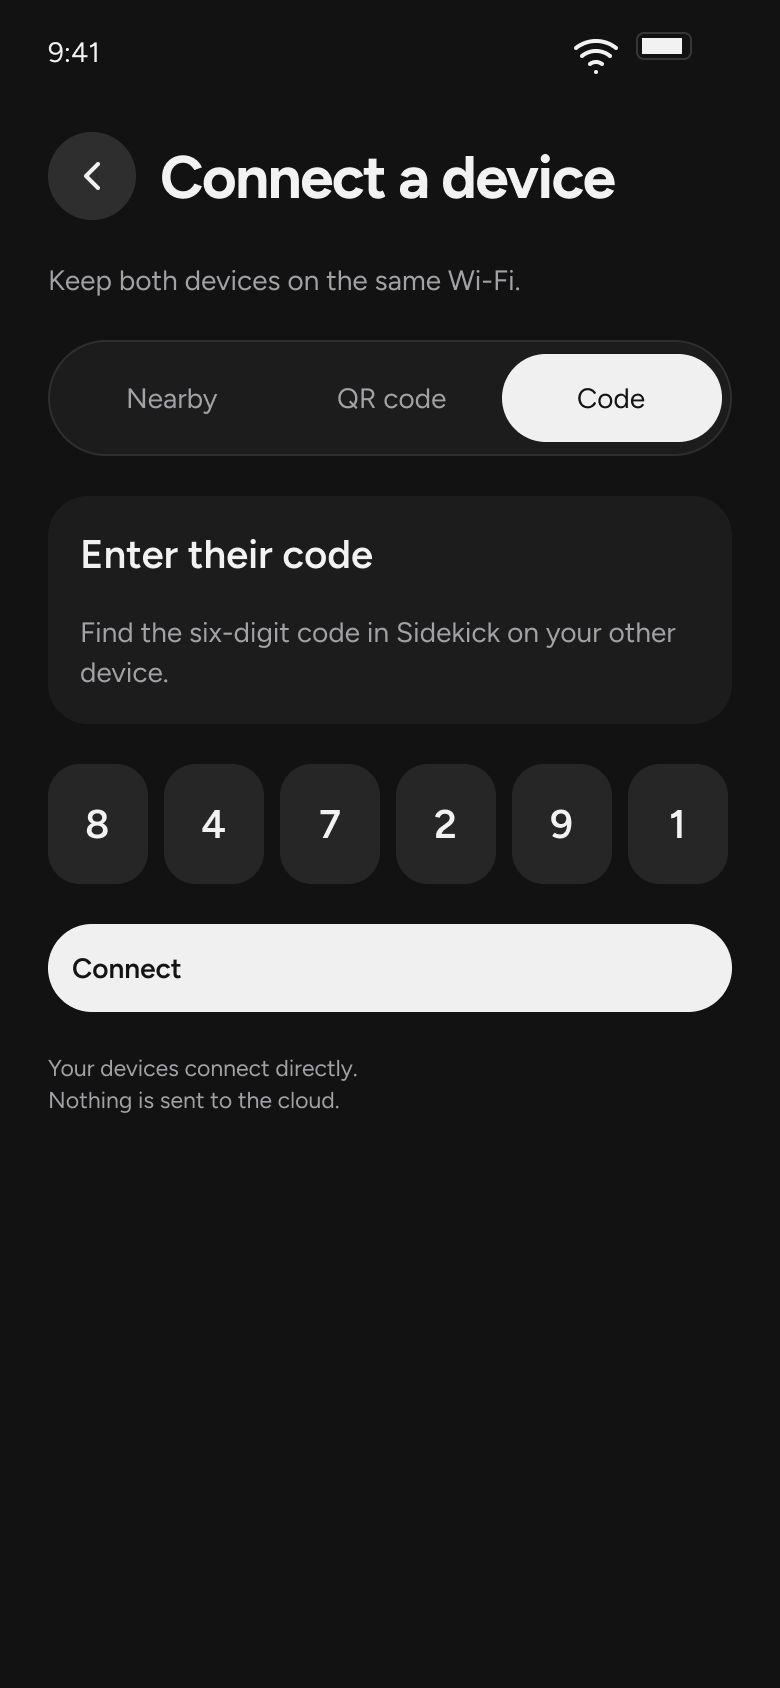 9:41
Connect a device
Keep both devices on the same Wi-Fi.
Nearby QR code Code
Enter their code
Find the six-digit code in Sidekick on your other
device.
8 4 7 2 9 1
Connect
Your devices connect directly.
Nothing is sent to the cloud.